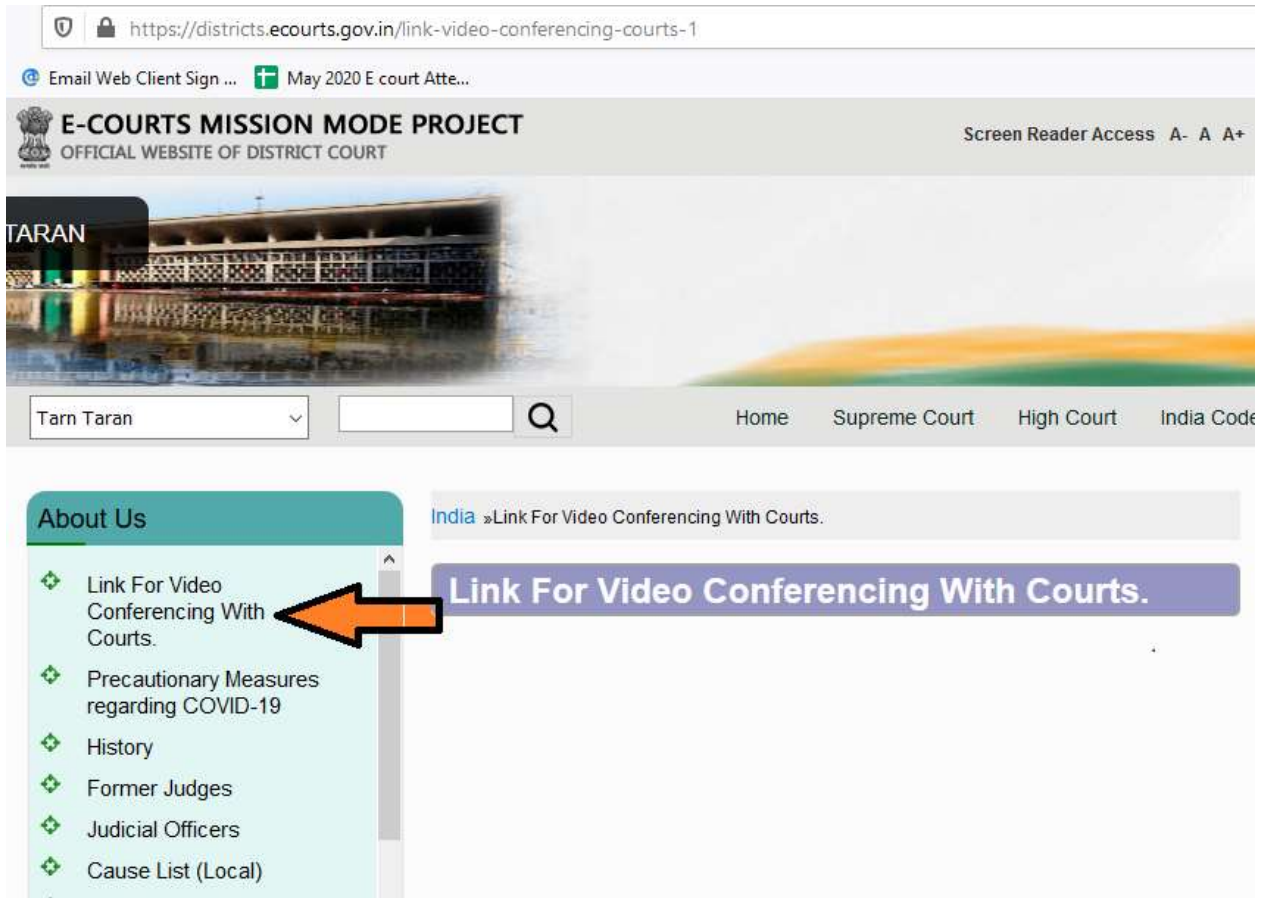 https://districts.ecourts.gov.in/link-video-conferencing-courts-1
Email Web Client Sign ... May 2020 E court Atte...
E-COURTS MISSION MODE PROJECT
OFFICIAL WEBSITE OF DISTRICT COURT
Screen Reader Access A- A A+
TARAN
Tarn Taran
Home Supreme Court High Court India Code
About Us
India »Link For Video Conferencing With Courts.
Link For Video Conferencing With Courts.
Link For Video
Conferencing With
Courts.
Precautionary Measures
regarding COVID-19
History
Former Judges
Judicial Officers
Cause List (Local)